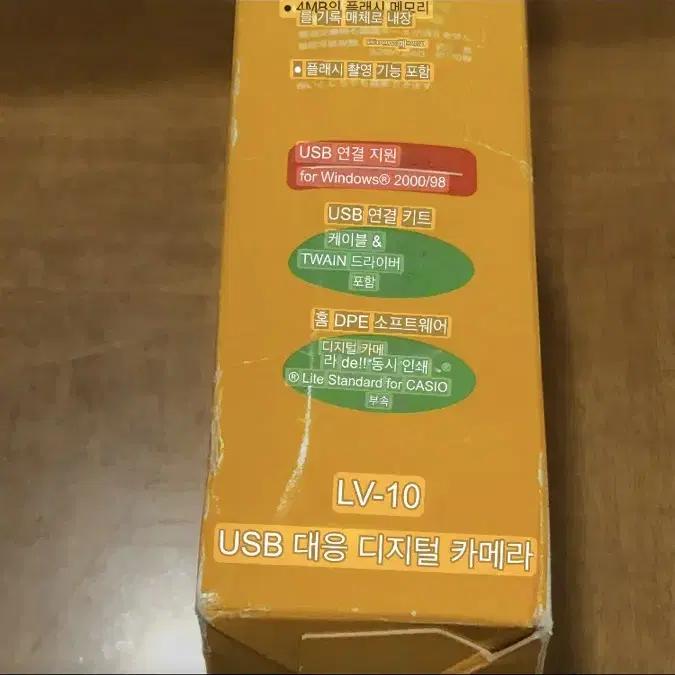 ● 4MB의 플래시 메모리
를 기록 매체로 내장
● 플래시 촬영 기능 포함
USB 연결 지원
for Windows® 2000/98
USB 연결 키트
케이블 &
TWAIN 드라이버
포함
홈 DPE 소프트웨어
디지털 카메
라 de!! 동시 인쇄 ®
® Lite Standard for CASIO
부속
LV-10
USB 대응 디지털 카메라